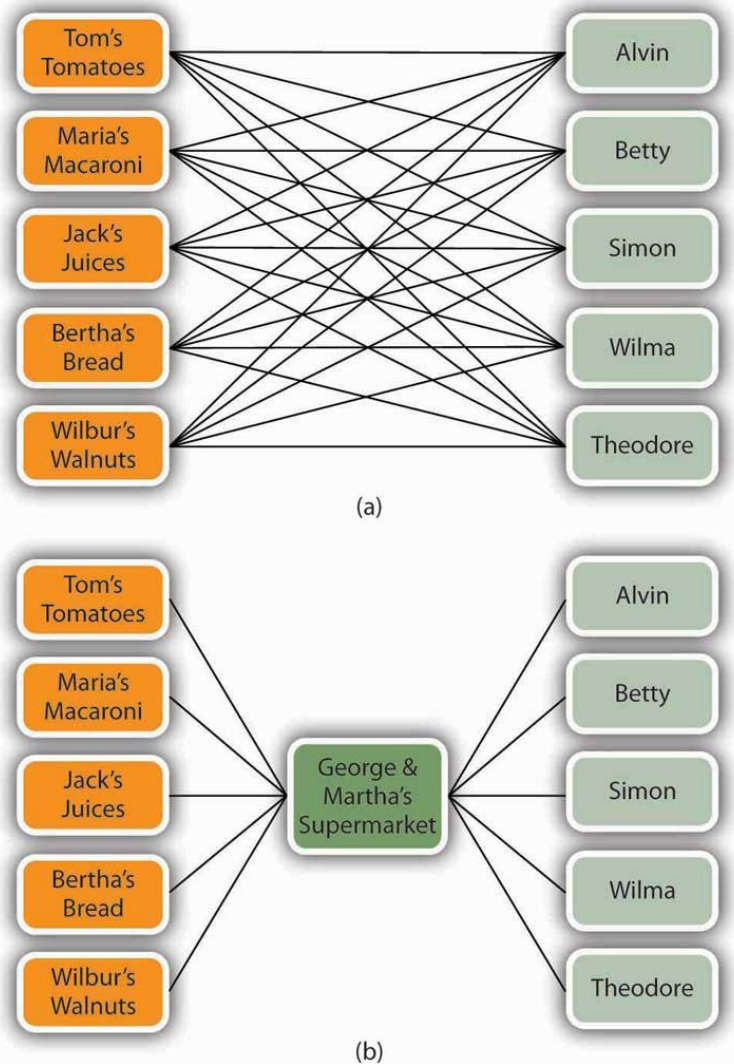 Tom's
Tomatoes
Alvin
Maria's
Macaroni
Betty
Jack's
Juices
Simon
Bertha's
Bread
Wilma
Wilbur's
Walnuts
Theodore
(a)
Tom's
Tomatoes
Alvin
Maria's
Macaroni
Betty
Jack's
Juices
George &
Martha's
Supermarket
Simon
Bertha's
Bread
Wilma
Wilbur's
Walnuts
Theodore
(b)